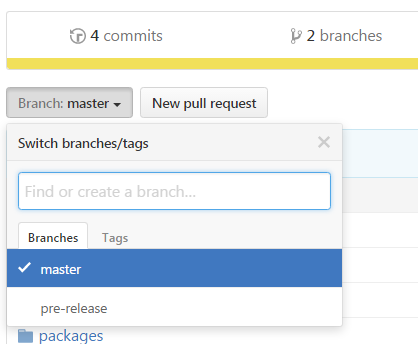 4 commits
2 branches
Branch: master
New pull request
Switch branches/tags
Find or create a branch...
Branches
Tags
master
pre-release
packages